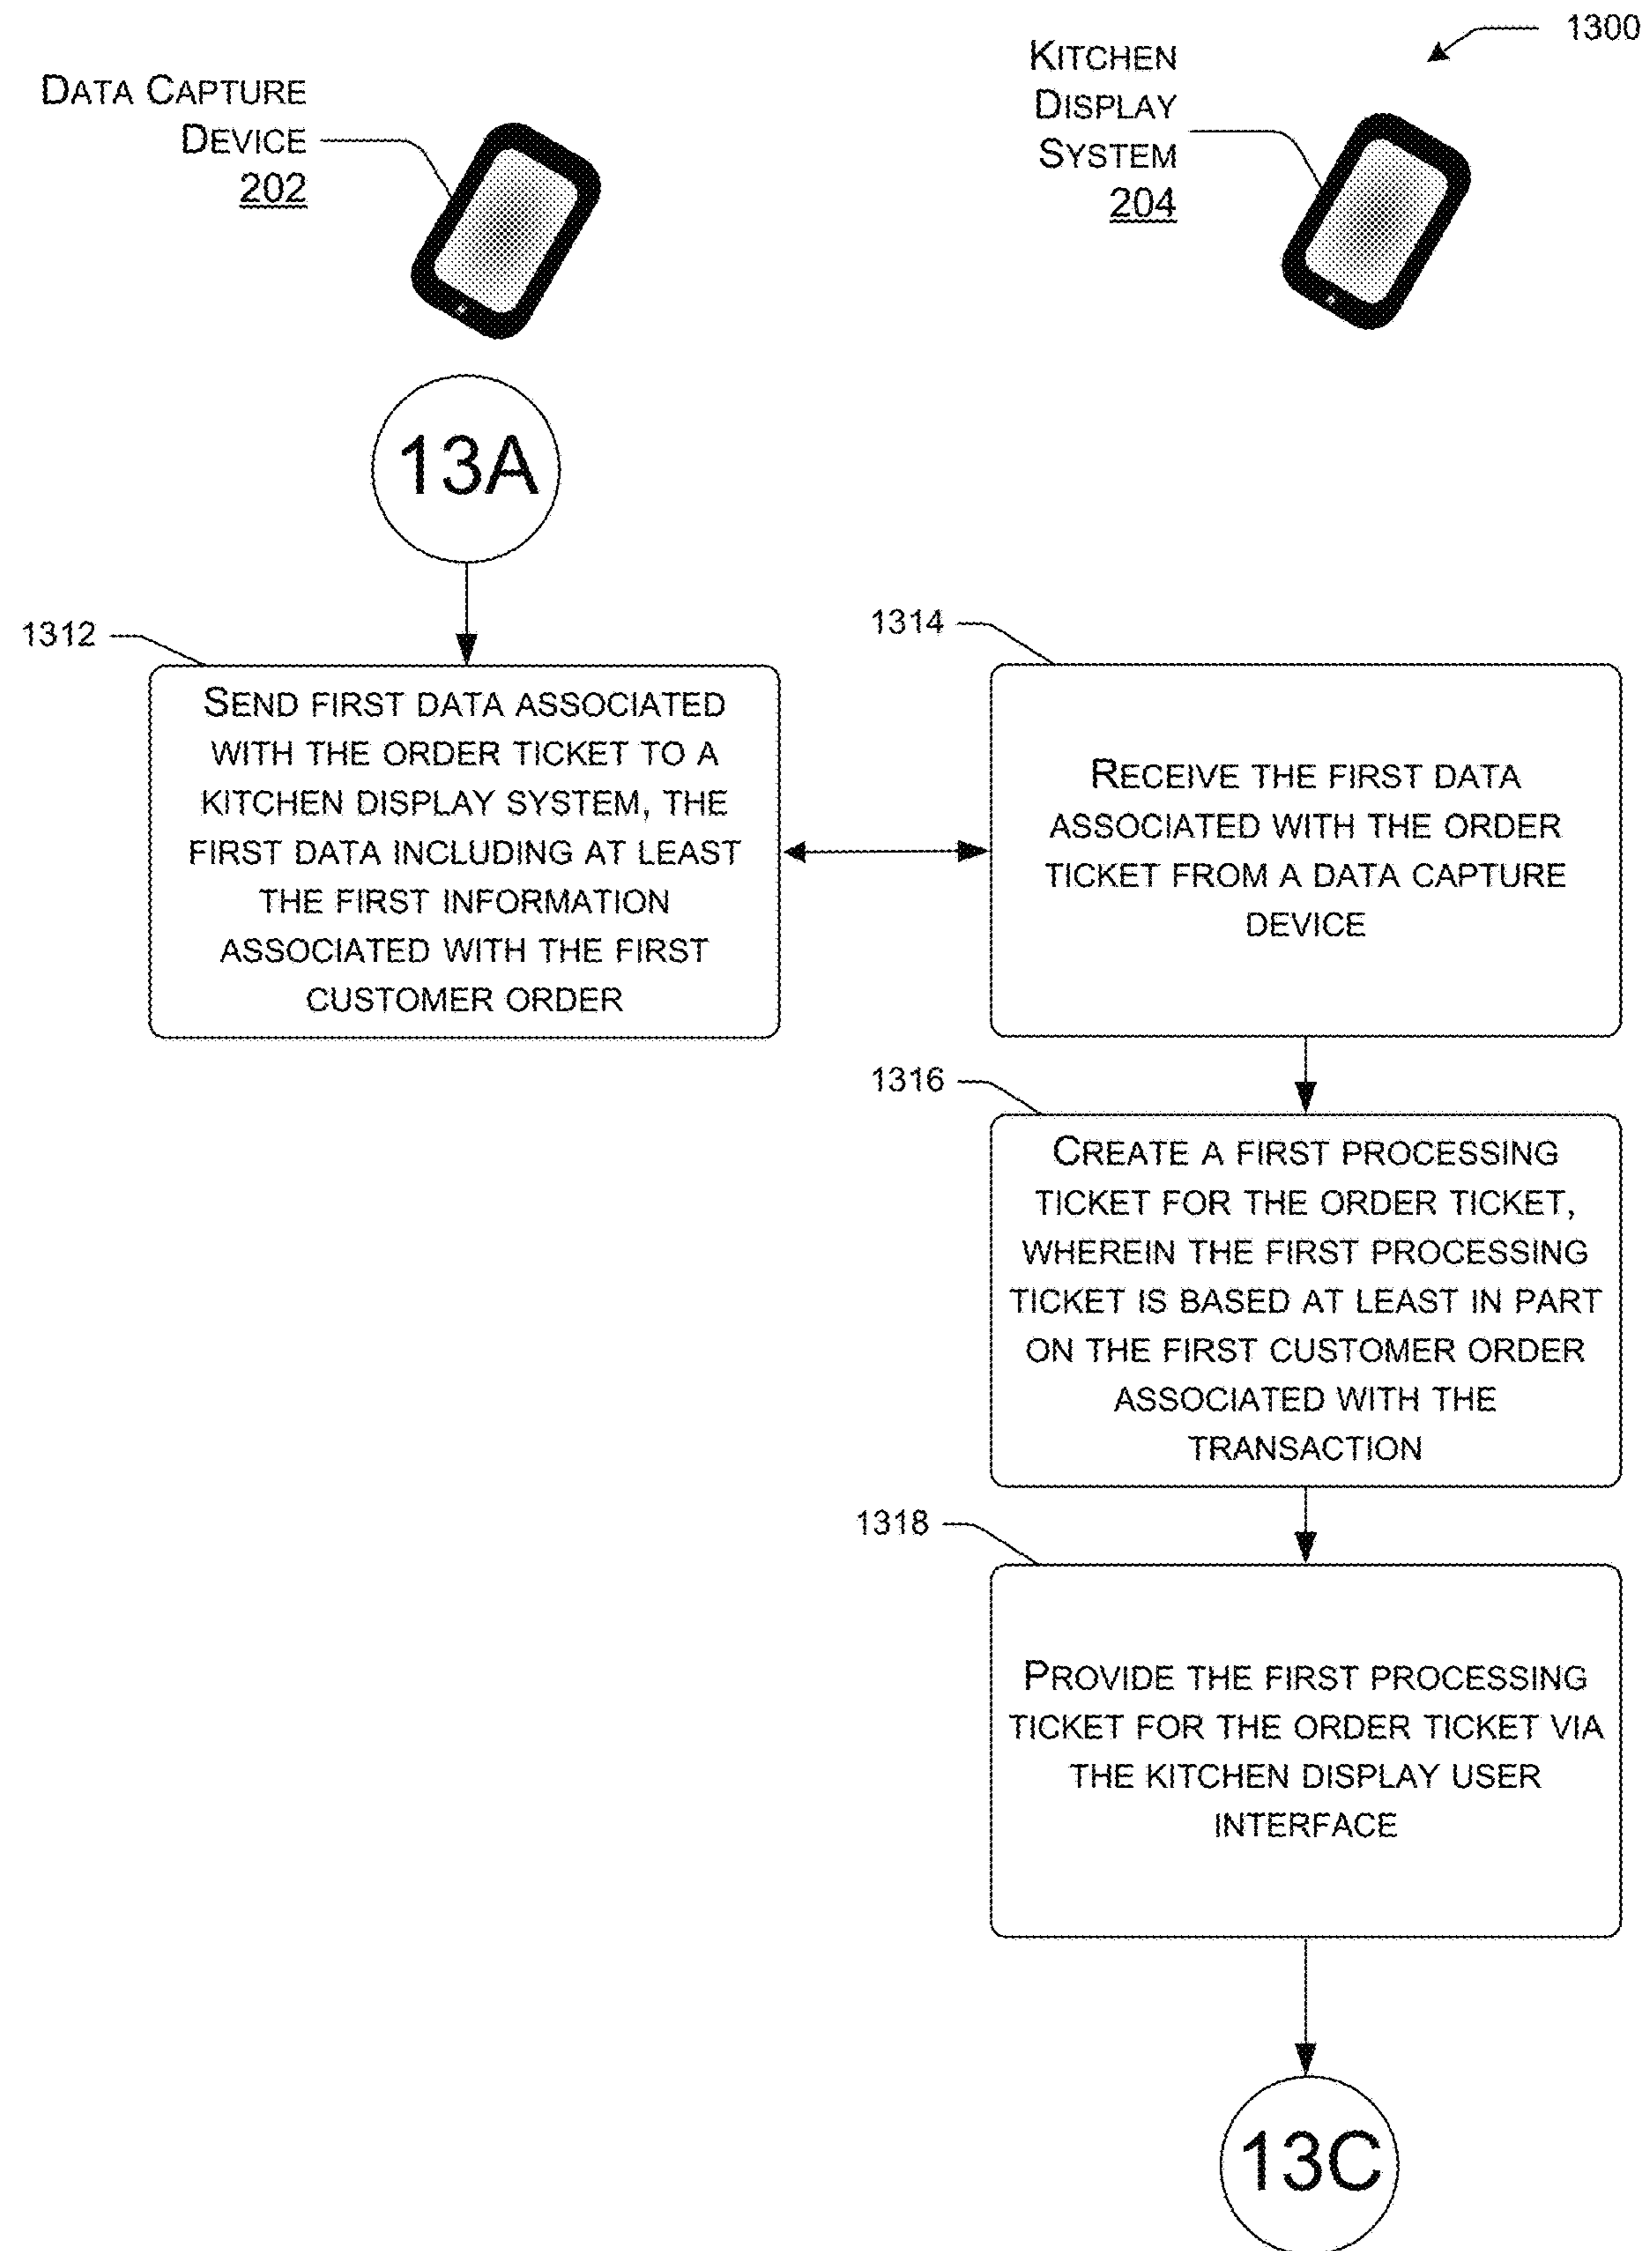 1300
DATA CAPTURE
DEVICE
202
KITCHEN
DISPLAY
SYSTEM
204
13A
1312
SEND FIRST DATA ASSOCIATED
WITH THE ORDER TICKET TO A
KITCHEN DISPLAY SYSTEM, THE
FIRST DATA INCLUDING AT LEAST
THE FIRST INFORMATION
ASSOCIATED WITH THE FIRST
CUSTOMER ORDER
1314
RECEIVE THE FIRST DATA
ASSOCIATED WITH THE ORDER
TICKET FROM A DATA CAPTURE
DEVICE
1316
CREATE A FIRST PROCESSING
TICKET FOR THE ORDER TICKET,
WHEREIN THE FIRST PROCESSING
TICKET IS BASED AT LEAST IN PART
ON THE FIRST CUSTOMER ORDER
ASSOCIATED WITH THE
TRANSACTION
1318
PROVIDE THE FIRST PROCESSING
TICKET FOR THE ORDER TICKET VIA
THE KITCHEN DISPLAY USER
INTERFACE
13C